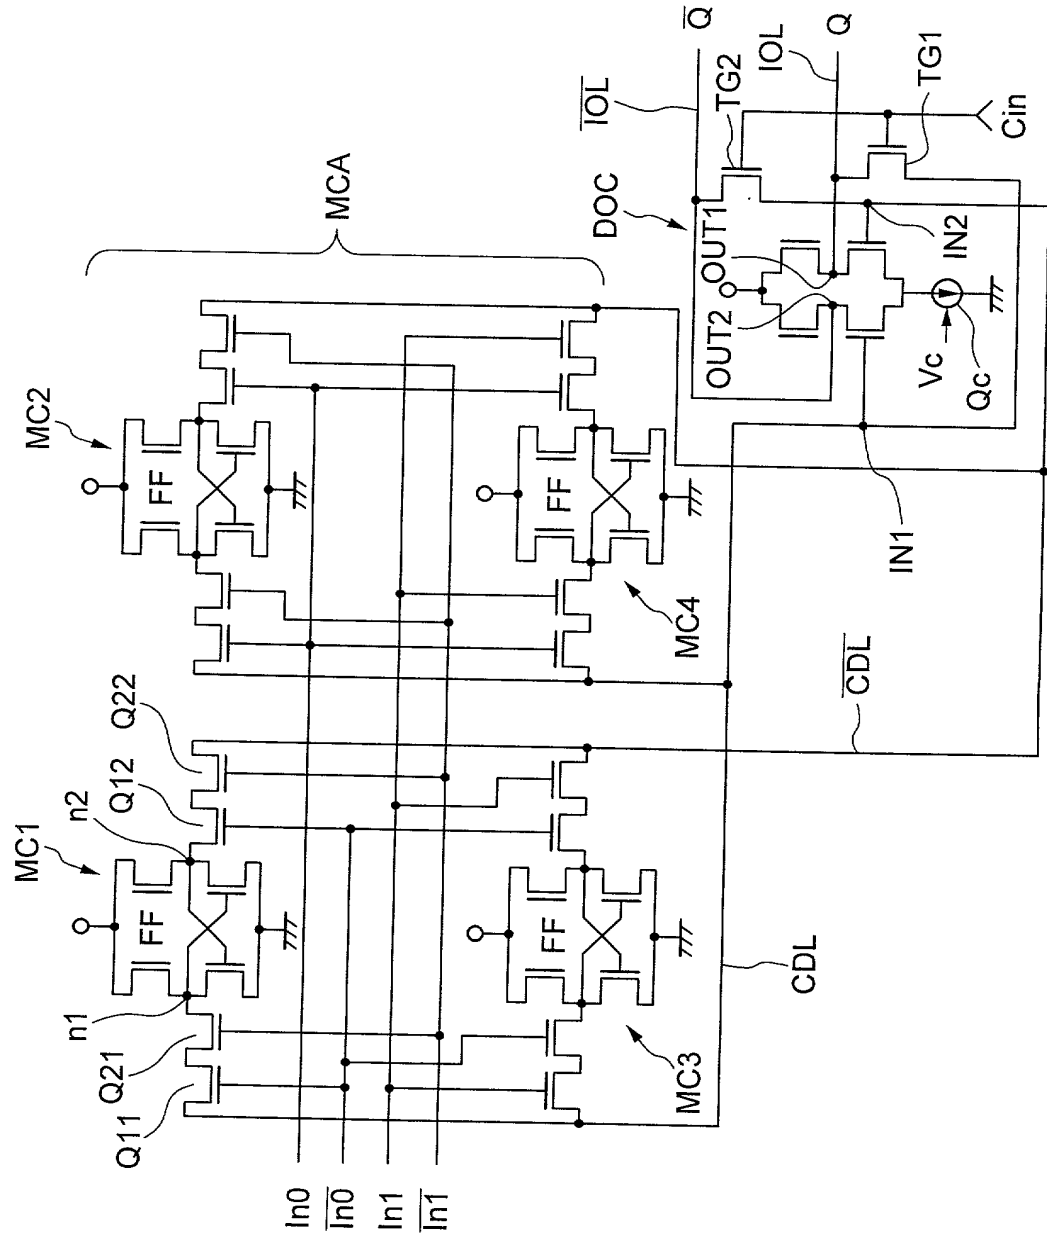 MC1
MC2
MCA
n1
n2
Q21
Q11
Q12
Q22
FF
FF
In0
In0
In1
In1
FF
FF
MC3
MC4
CDL
CDL
DOC
OUT1
OUT2
IOL
Q
TG2
IOL
Q
TG1
Cin
IN1
IN2
Vc
Qc